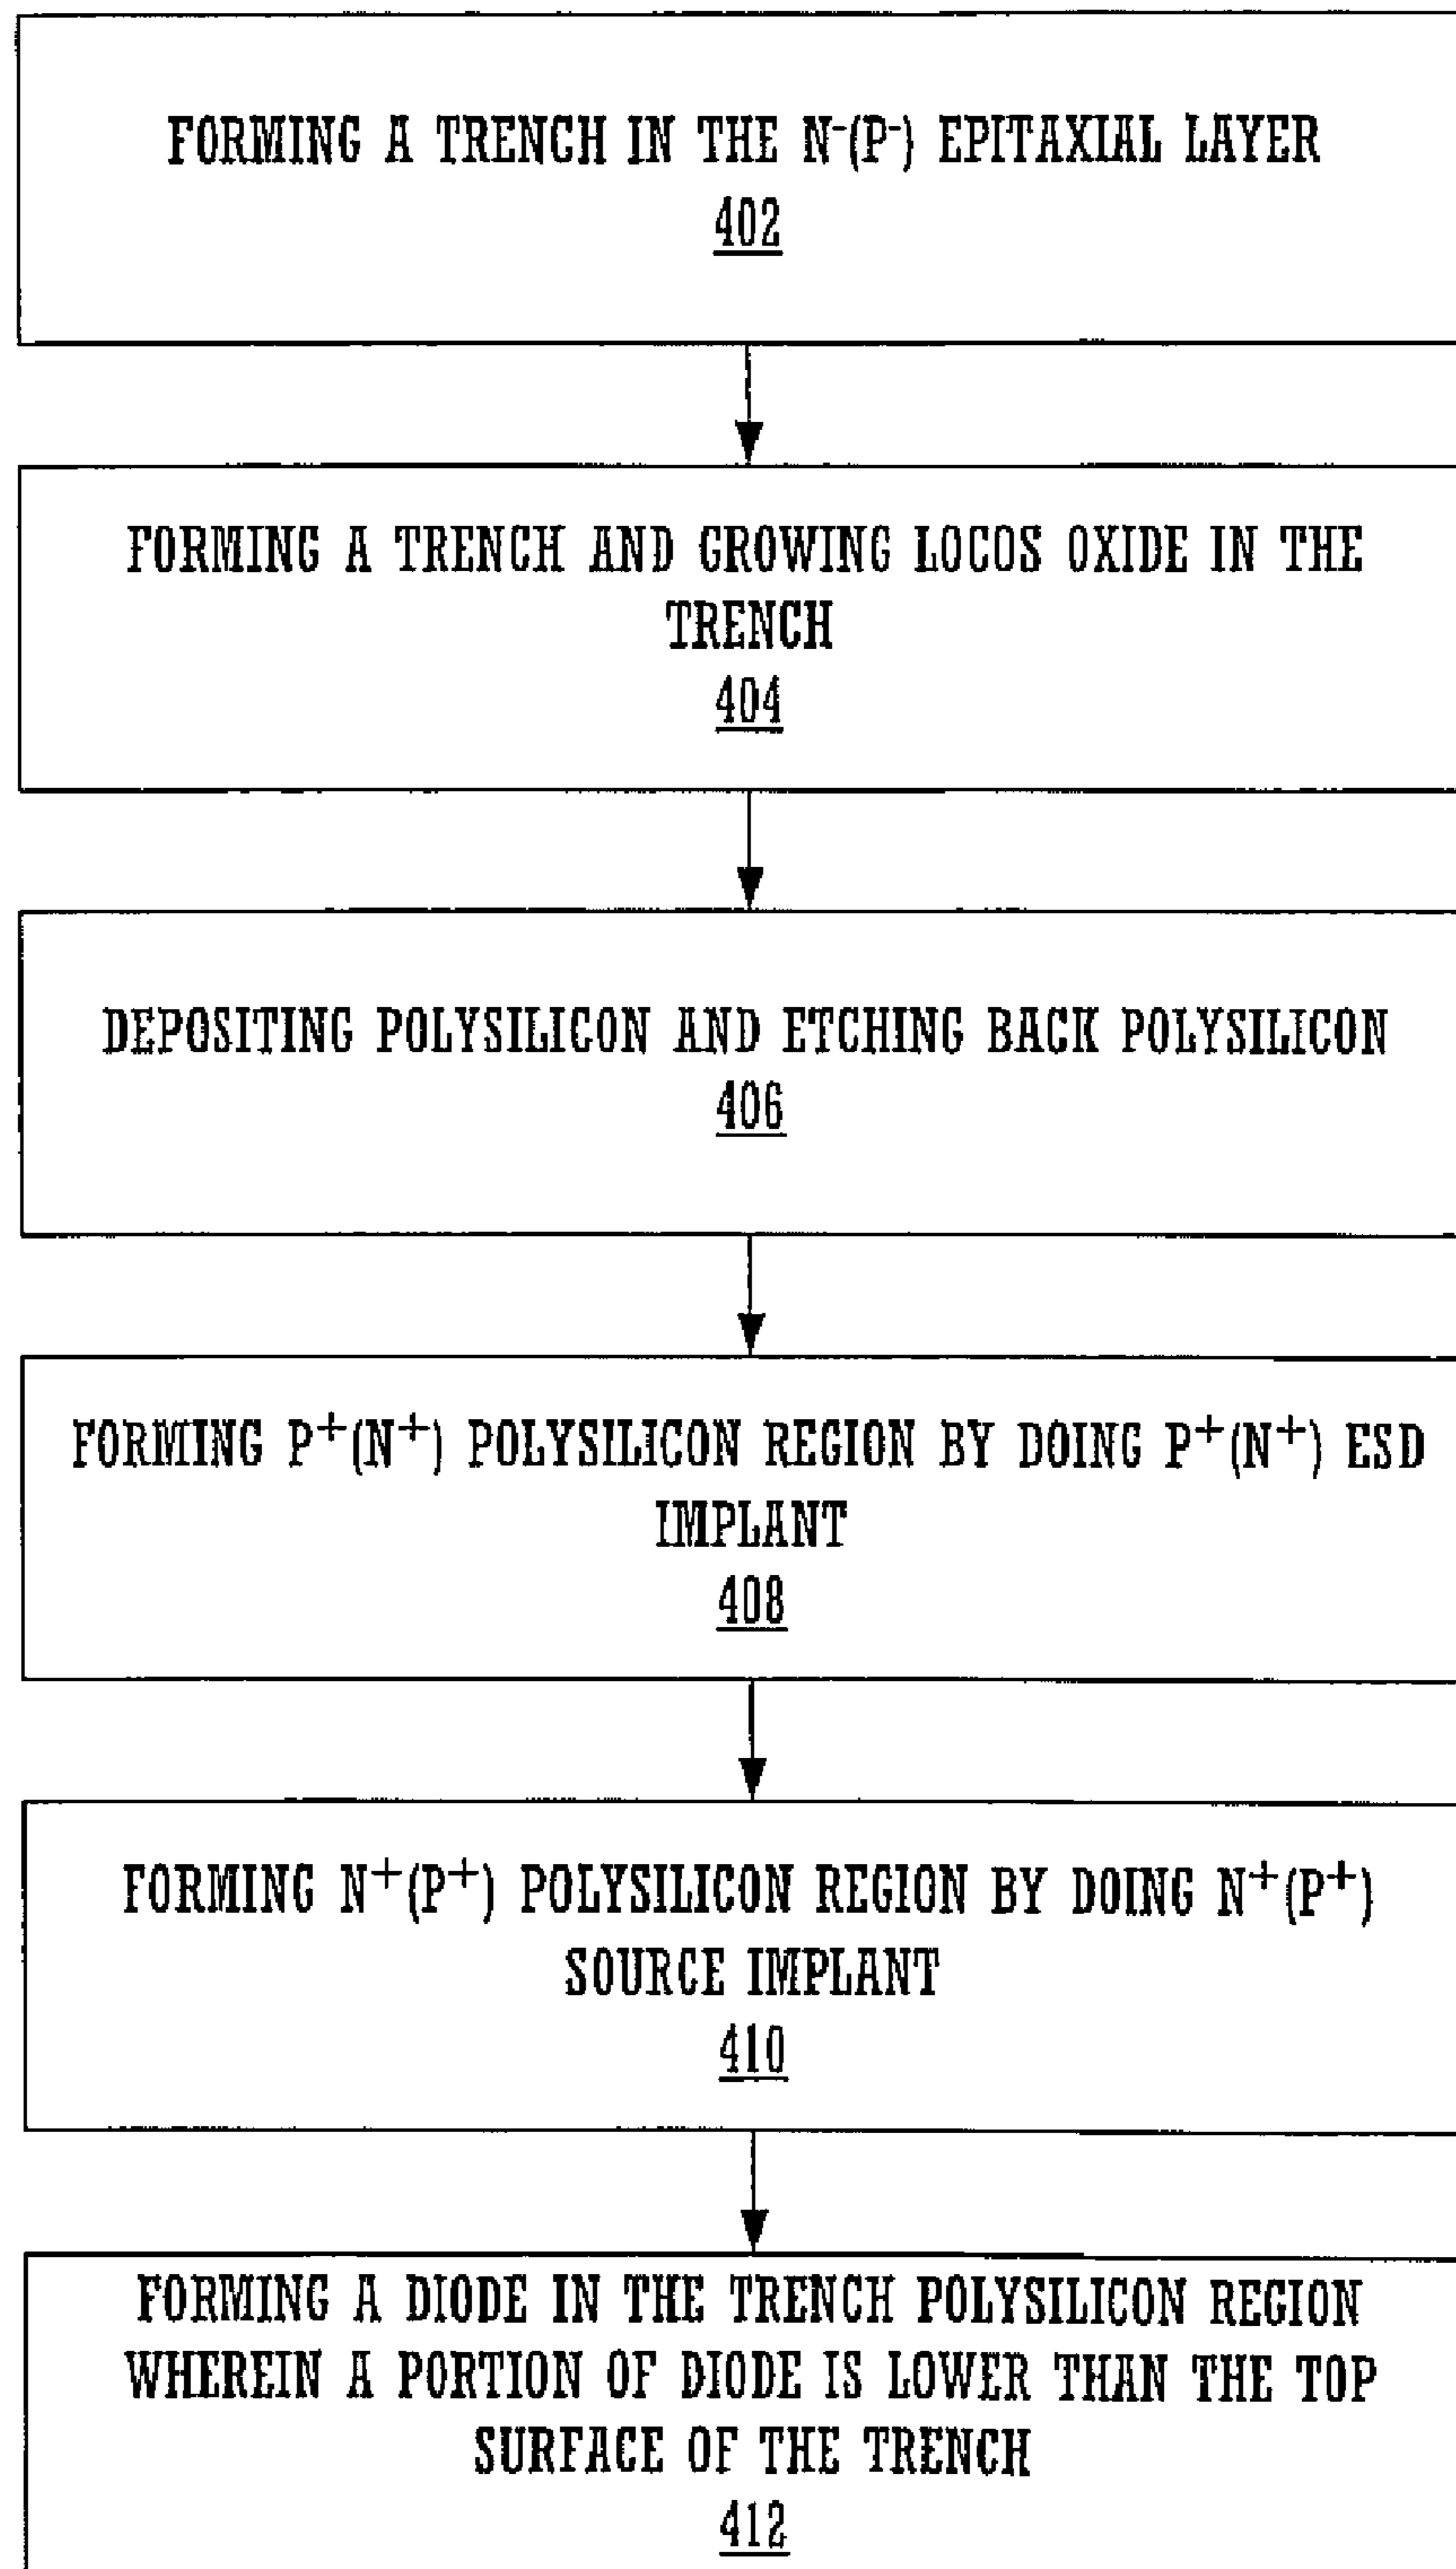 FORMING A TRENCH IN THE N⁻(P⁻) EPITAXIAL LAYER
402
FORMING A TRENCH AND GROWING LOCOS OXIDE IN THE
TRENCH
404
DEPOSITING POLYSILICON AND ETCHING BACK POLYSILICON
406
FORMING P⁺(N⁺) POLYSILICON REGION BY DOING P⁺(N⁺) ESD
IMPLANT
408
FORMING N⁺(P⁺) POLYSILICON REGION BY DOING N⁺(P⁺)
SOURCE IMPLANT
410
FORMING A DIODE IN THE TRENCH POLYSILICON REGION
WHEREIN A PORTION OF DIODE IS LOWER THAN THE TOP
SURFACE OF THE TRENCH
412